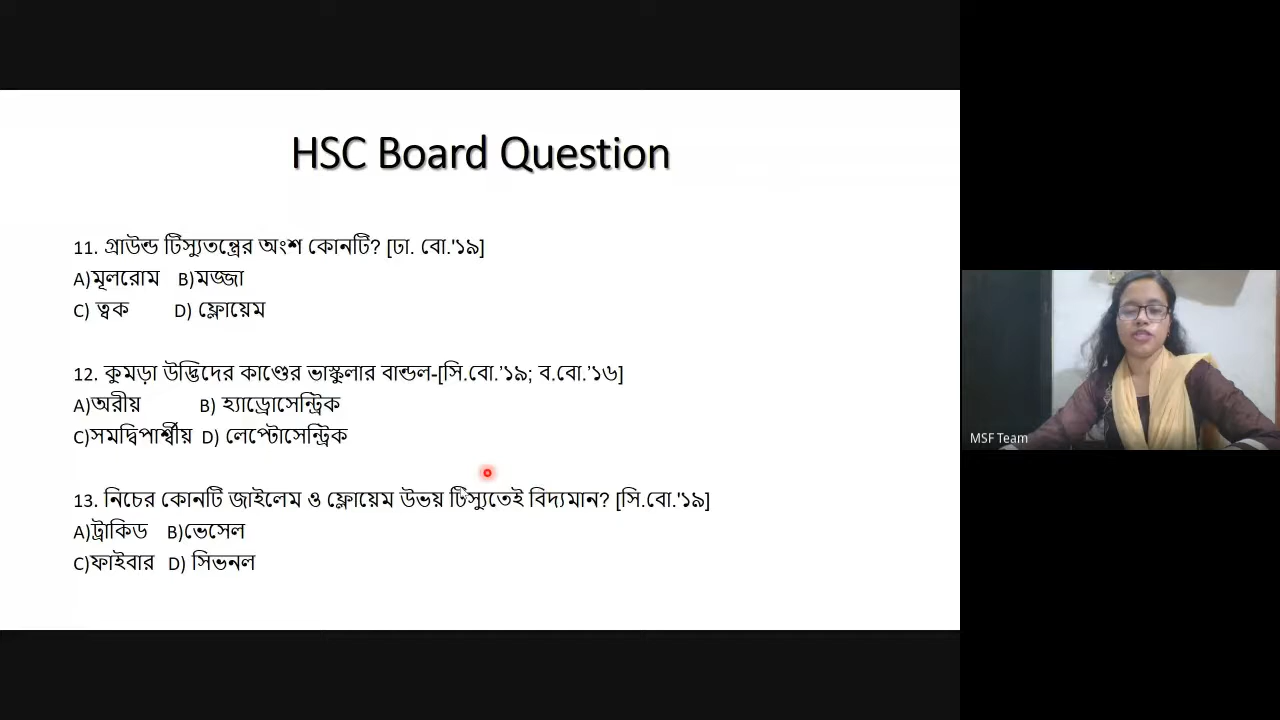 HSC Board Question
11. গ্রাউন্ড টিস্যুতন্ত্রের অংশ কোনটি? [ঢা. বো.'১৯]
A)মূলরোম B)মজ্জা
C) ত্বক D) ফ্লোয়েম
12. কুমড়া উদ্ভিদের কাণ্ডের ভাস্কুলার বান্ডল-[সি.বো.'১৯; ব.বো.'১৬]
A)অরীয় B) হ্যাড্রোসেন্ট্রিক
C)সমদ্বিপার্শ্বীয় D) লেপ্টোসেন্ট্রিক
13. নিচের কোনটি জাইলেম ও ফ্লোয়েম উভয় টিস্যুতেই বিদ্যমান? [সি.বো.'১৯]
A)ট্রাকিড B)ভেসেল
C)ফাইবার D) সিভনল
MSF Team